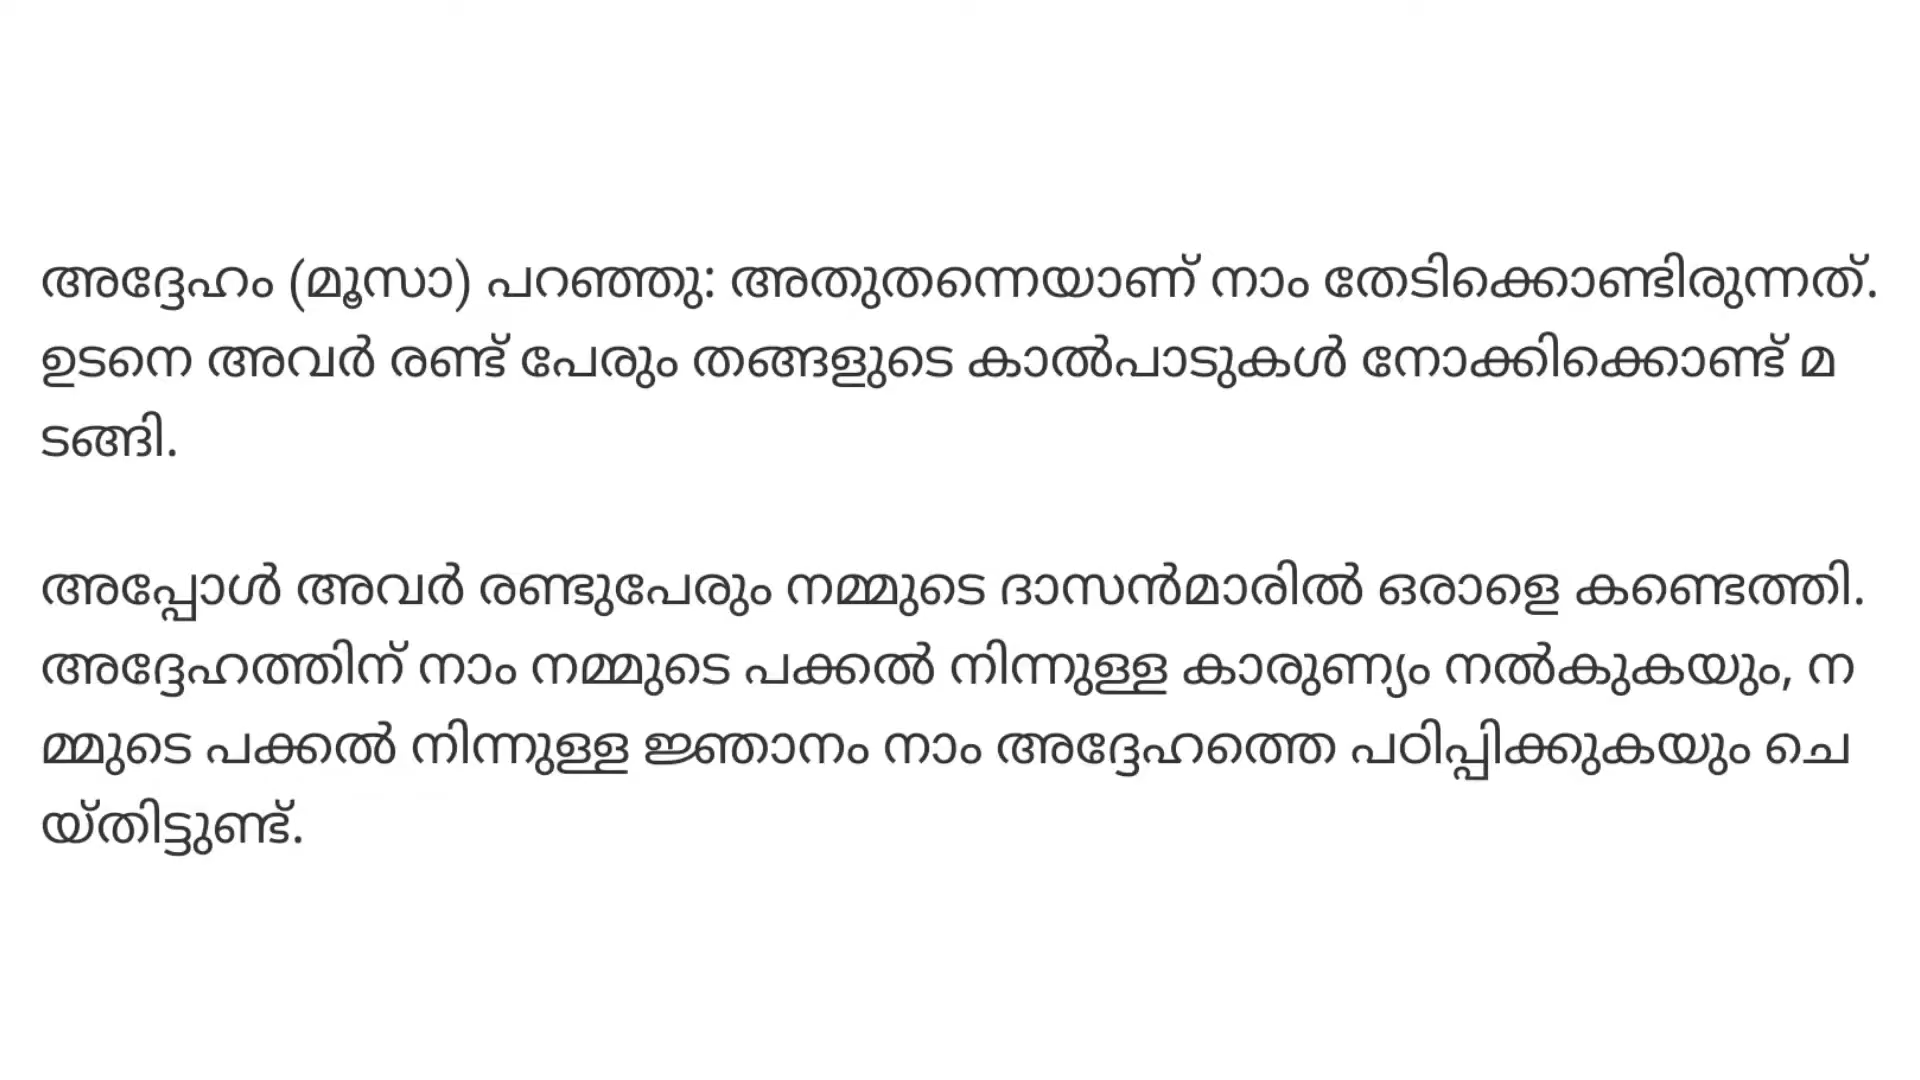 അദ്ദേഹം (മൂസാ) പറഞ്ഞു: അതുതന്നെയാണ് നാം തേടിക്കൊണ്ടിരുന്നത്.
ഉടനെ അവർ രണ്ട് പേരും തങ്ങളുടെ കാൽപാടുകൾ നോക്കിക്കൊണ്ട് മ
ടങ്ങി.
അപ്പോൾ അവർ രണ്ടുപേരും നമ്മുടെ ദാസൻമാരിൽ ഒരാളെ കണ്ടെത്തി.
അദ്ദേഹത്തിന് നാം നമ്മുടെ പക്കൽ നിന്നുള്ള കാരുണ്യം നൽകുകയും, ന
മ്മുടെ പക്കൽ നിന്നുള്ള ജ്ഞാനം നാം അദ്ദേഹത്തെ പഠിപ്പിക്കുകയും ചെ
യ്തിട്ടുണ്ട്.